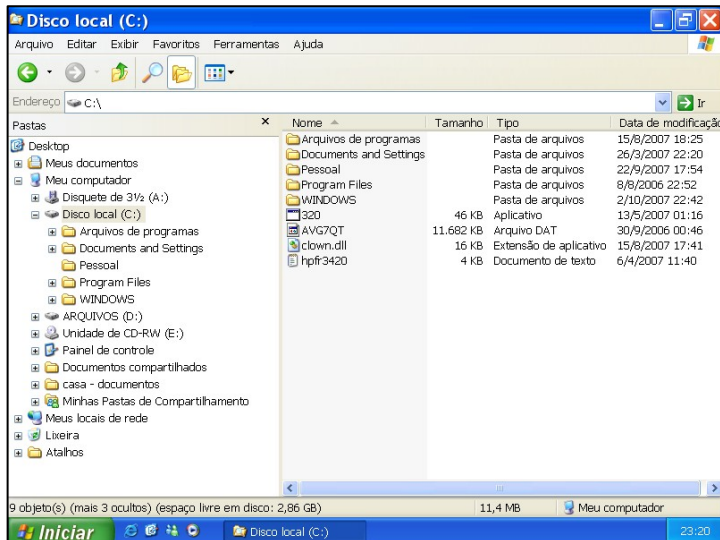 Disco local (C:)
Arquivo Editar Exibir Favoritos Ferramentas Ajuda
Endereço C:\ Ir
Pastas × Nome Tamanho Tipo Data de modificação
Desktop
Meus documentos
Meu computador
Disquete de 3½ (A:)
Disco local (C:)
Arquivos de programas
Documents and Settings
Pessoal
Program Files
WINDOWS
ARQUIVOS (D:)
Unidade de CD-RW (E:)
Painel de controle
Documentos compartilhados
casa - documentos
Minhas Pastas de Compartilhamento
Meus locais de rede
Lixeira
Atalhos
Arquivos de programas Pasta de arquivos 15/8/2007 18:25
Documents and Settings Pasta de arquivos 26/3/2007 22:20
Pessoal Pasta de arquivos 22/9/2007 17:54
Program Files Pasta de arquivos 8/8/2006 22:52
WINDOWS Pasta de arquivos 2/10/2007 22:42
320 46 KB Aplicativo 13/5/2007 01:16
AVG7QT 11.682 KB Arquivo DAT 30/9/2006 00:46
clown.dll 16 KB Extensão de aplicativo 15/8/2007 17:41
hpfr3420 4 KB Documento de texto 6/4/2007 11:40
9 objeto(s) (mais 3 ocultos) (espaço livre em disco: 2,86 GB) 11,4 MB Meu computador
Iniciar Disco local (C:) 23:20